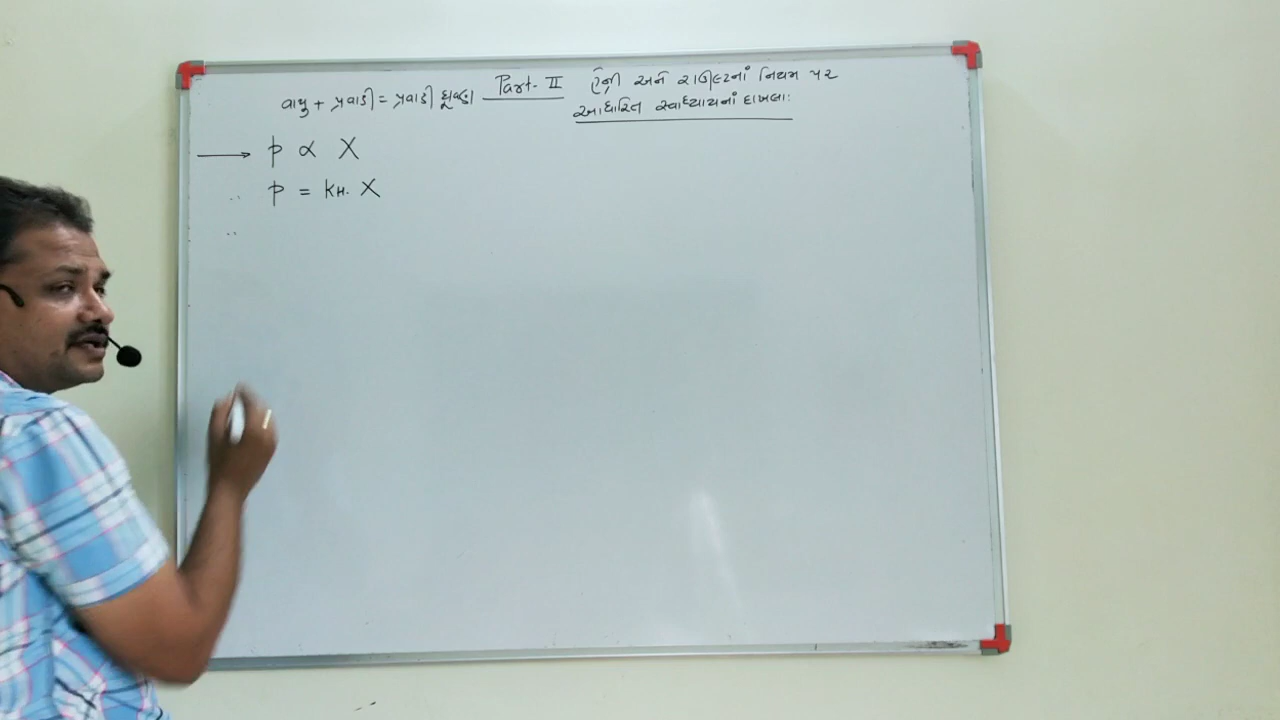 વાયુ + પ્રવાહી = પ્રવાહી દ્રાવણ Part-II હેન્રી અને રાઉલ્ટનાં નિયમ પર
આધારિત સ્વાધ્યાયનાં દાખલા:
→ p ∝ X
∴ p = KH. X
∴